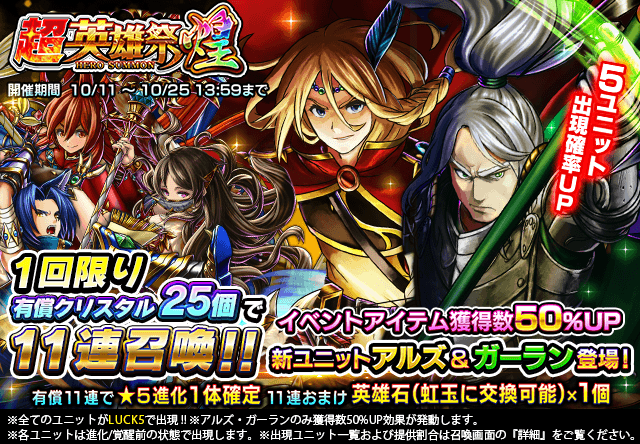 超英雄祭 煌
HERO SUMMON
開催期間 10/11 ～ 10/25 13:59まで
5ユニット
出現確率UP
1回限り
有償クリスタル25個で
11連召喚!!
イベントアイテム獲得数50%UP
新ユニットアルズ&ガーラン登場!
有償11連で ★5進化1体確定 11連おまけ 英雄石(虹玉に交換可能)×1個
※全てのユニットがLUCK5で出現!!※アルズ・ガーランのみ獲得数50%UP効果が発動します。
※各ユニットは進化/覚醒前の状態で出現します。※出現ユニット一覧および提供割合は召喚画面の『詳細』をご覧ください。